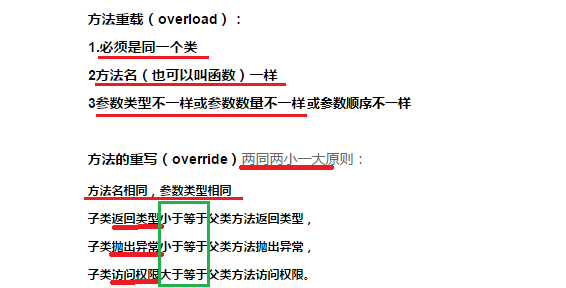 方法重载（overload）：
1.必须是同一个类
2方法名（也可以叫函数）一样
3参数类型不一样或参数数量不一样或参数顺序不一样
方法的重写（override）两同两小一大原则：
方法名相同，参数类型相同
子类返回类型小于等于父类方法返回类型，
子类抛出异常小于等于父类方法抛出异常，
子类访问权限大于等于父类方法访问权限。